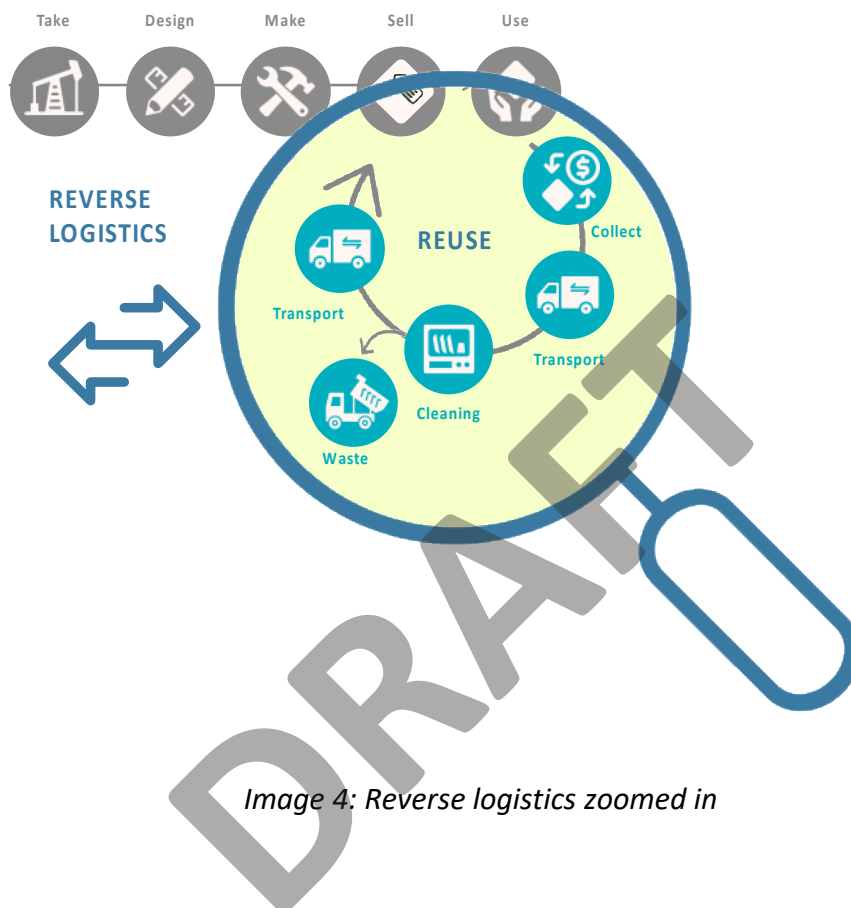 Take Design Make Sell Use
REVERSE
LOGISTICS
REUSE
Collect
Transport
Transport
Cleaning
Waste
DRAFT
Image 4: Reverse logistics zoomed in